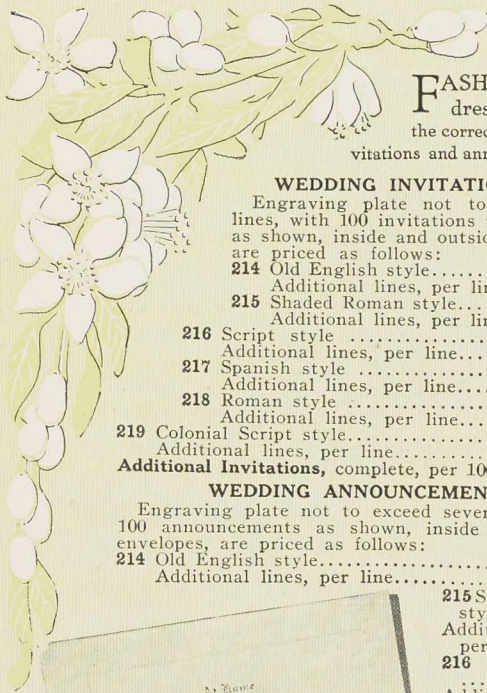 FASH
dres
the correc
vitations and ann
WEDDING INVITATI
Engraving plate not to
lines, with 100 invitations
as shown, inside and outsid
are priced as follows:
214 Old English style......
Additional lines, per lin
215 Shaded Roman style...
Additional lines, per lin
216 Script style ................
Additional lines, per line...
217 Spanish style ..............
Additional lines, per line....
218 Roman style ................
Additional lines, per line...
219 Colonial Script style...............
Additional lines, per line...........
Additional Invitations, complete, per 10
WEDDING ANNOUNCEMEN
Engraving plate not to exceed seve
100 announcements as shown, inside
envelopes, are priced as follows:
214 Old English style..................
Additional lines, per line...........
215 S
sty
Addi
per
216
....